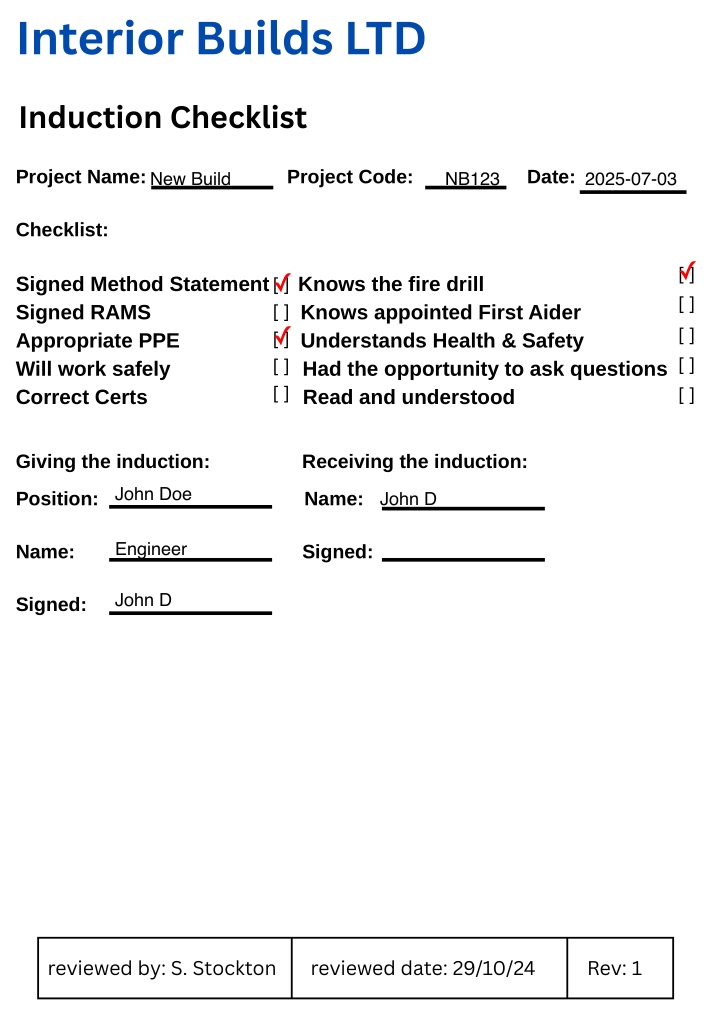 Interior Builds LTD
Induction Checklist
Project Name: New Build Project Code: NB123 Date: 2025-07-03
Checklist:
Signed Method Statement [✓] Knows the fire drill [✓]
Signed RAMS [ ] Knows appointed First Aider [ ]
Appropriate PPE [✓] Understands Health & Safety [ ]
Will work safely [ ] Had the opportunity to ask questions [ ]
Correct Certs [ ] Read and understood [ ]
Giving the induction: Receiving the induction:
Position: John Doe Name: John D
Name: Engineer Signed:
Signed: John D
reviewed by: S. Stockton reviewed date: 29/10/24 Rev: 1